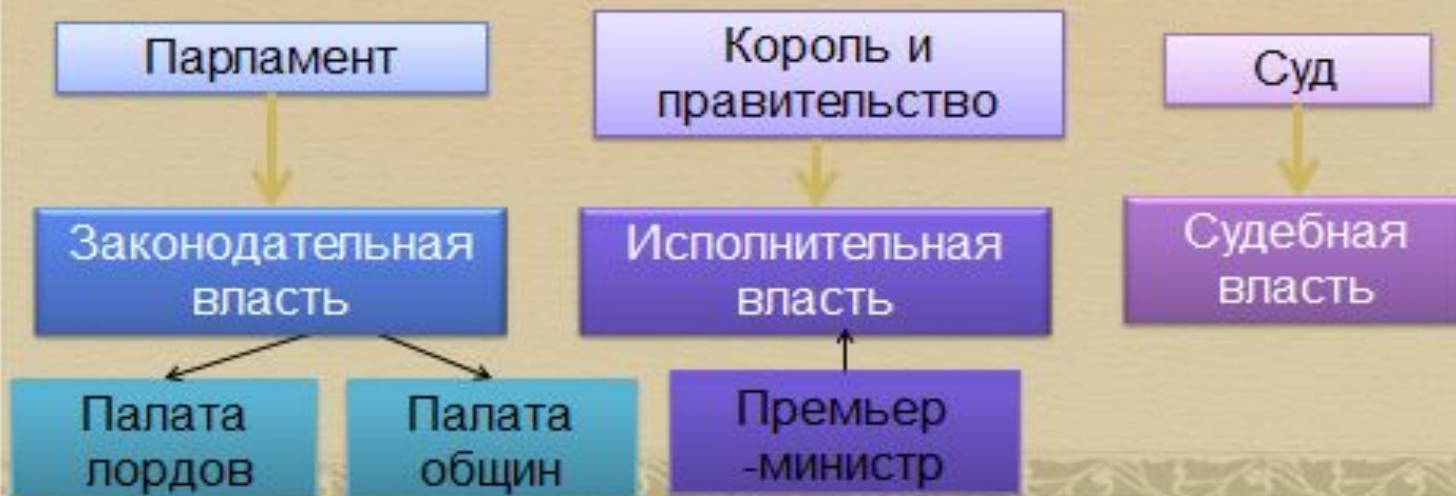 Парламент
Король и
правительство
Суд
Законодательная
власть
Исполнительная
власть
Судебная
власть
Палата
лордов
Палата
общин
Премьер
-министр